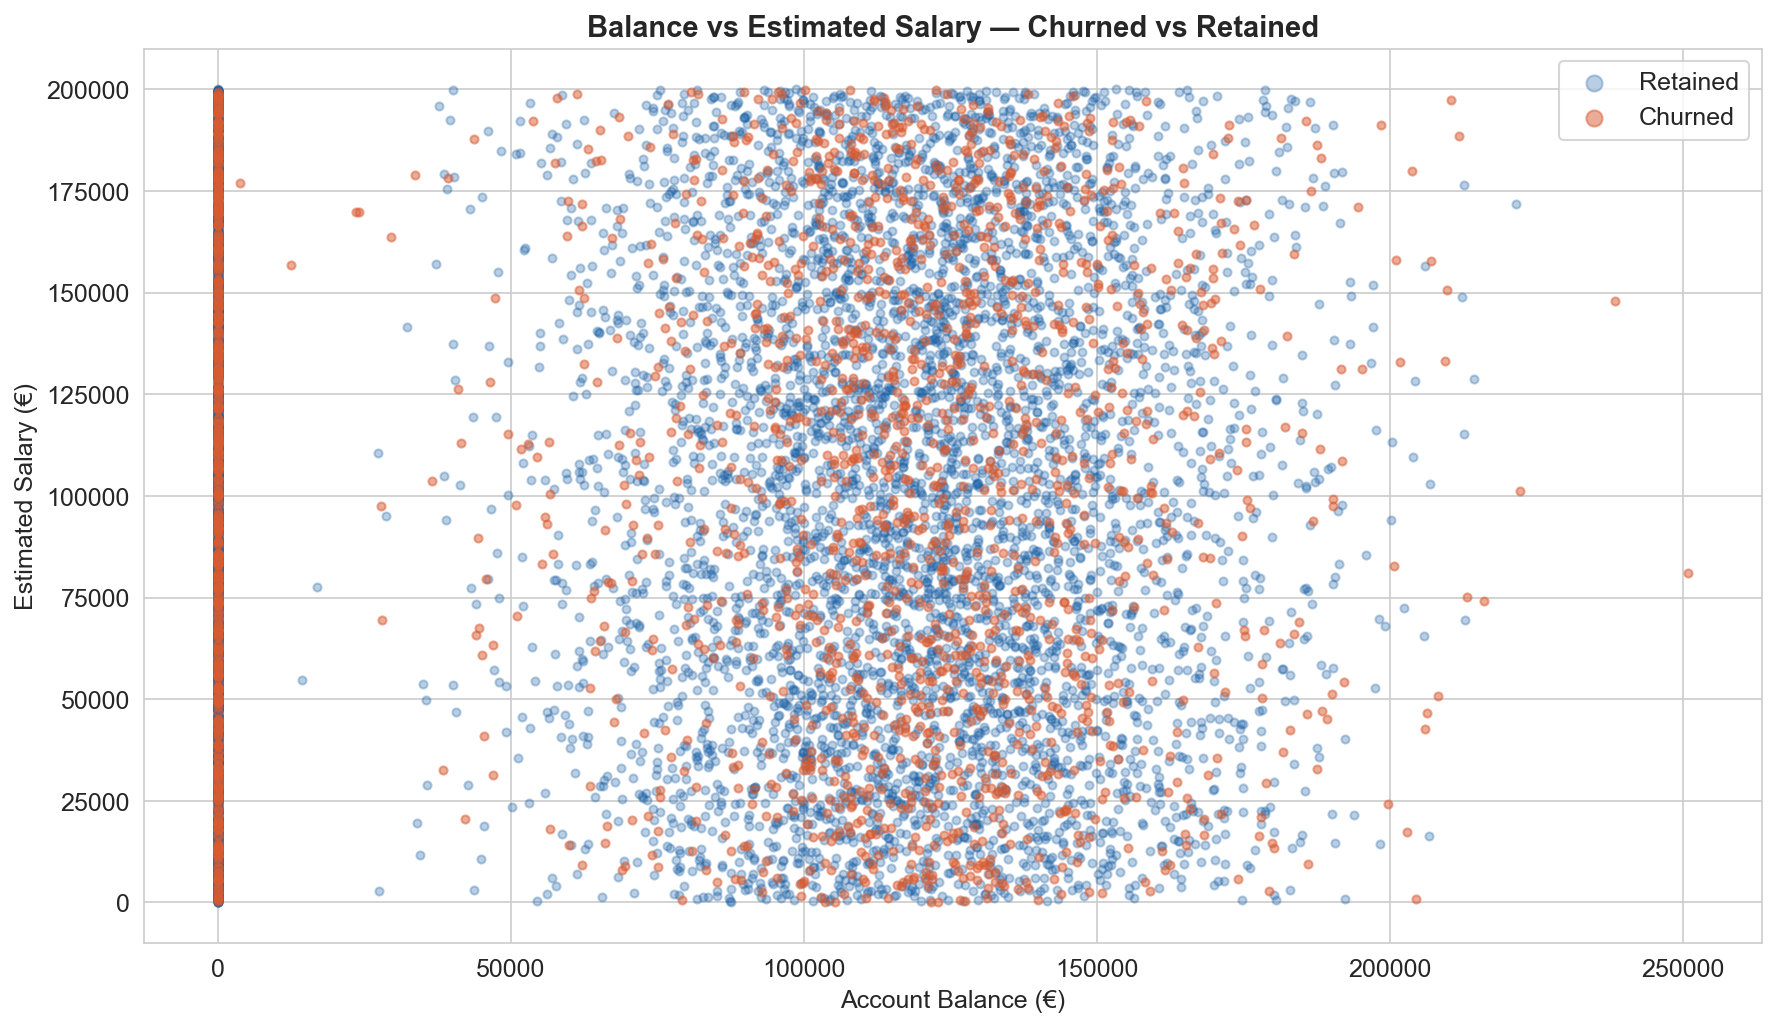 Balance vs Estimated Salary — Churned vs Retained
Retained
Churned
Estimated Salary (€)
200000
175000
150000
125000
100000
75000
50000
25000
0
0 50000 100000 150000 200000 250000
Account Balance (€)